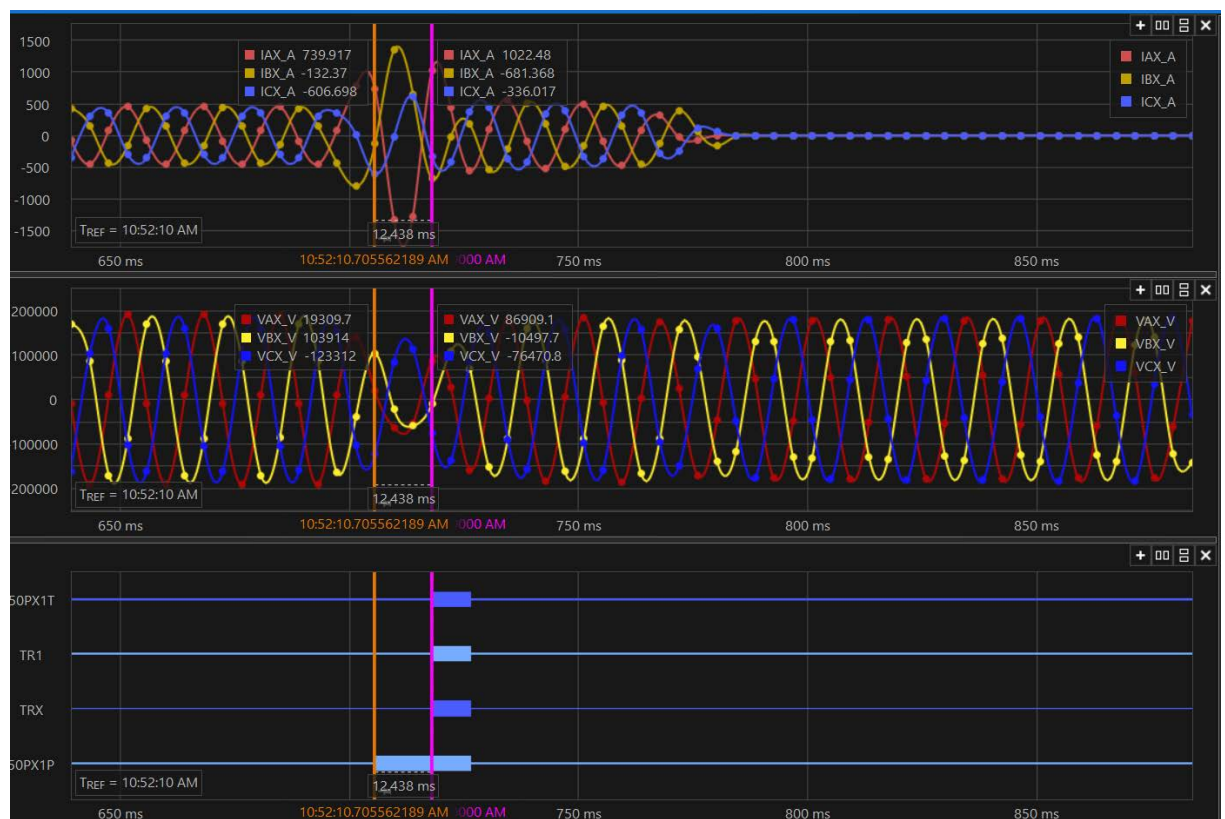 1500
1000
500
0
-500
-1000
-1500
IAX_A 739.917
IBX_A -132.37
ICX_A -606.698
IAX_A 1022.48
IBX_A -681.368
ICX_A -336.017
IAX_A
IBX_A
ICX_A
TREF = 10:52:10 AM
12.438 ms
650 ms
10:52:10.705562189 AM
000 AM
750 ms
800 ms
850 ms
200000
100000
0
100000
200000
VAX_V 19309.7
VBX_V 103914
VCX_V -123312
VAX_V 86909.1
VBX_V -10497.7
VCX_V -76470.8
VAX_V
VBX_V
VCX_V
TREF = 10:52:10 AM
12.438 ms
650 ms
10:52:10.705562189 AM
000 AM
750 ms
800 ms
850 ms
50PX1T
TR1
TRX
50PX1P
TREF = 10:52:10 AM
12.438 ms
650 ms
10:52:10.705562189 AM
000 AM
750 ms
800 ms
850 ms